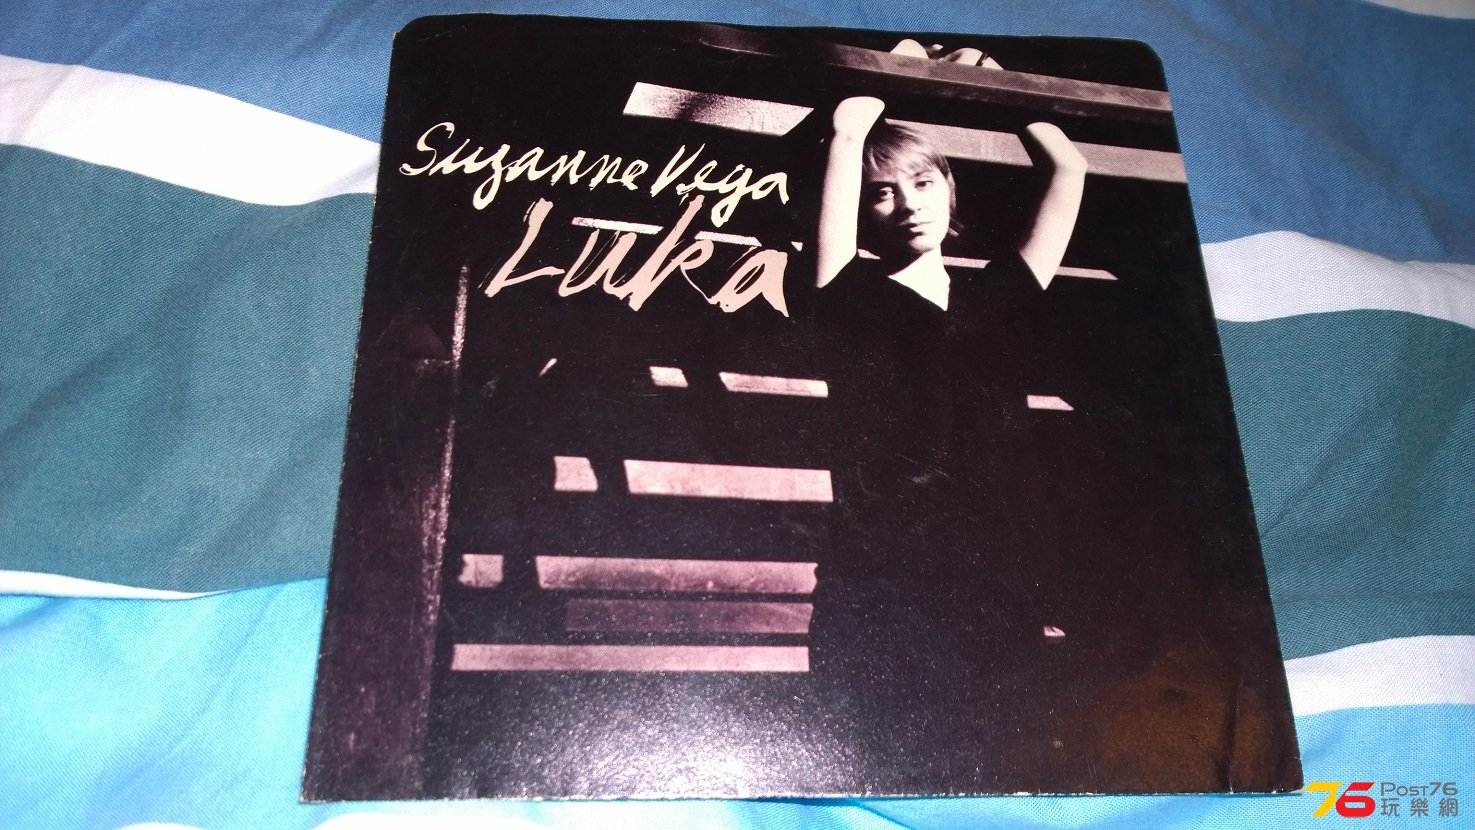 Suzanne Vega
Luka
76 Post76
玩樂網